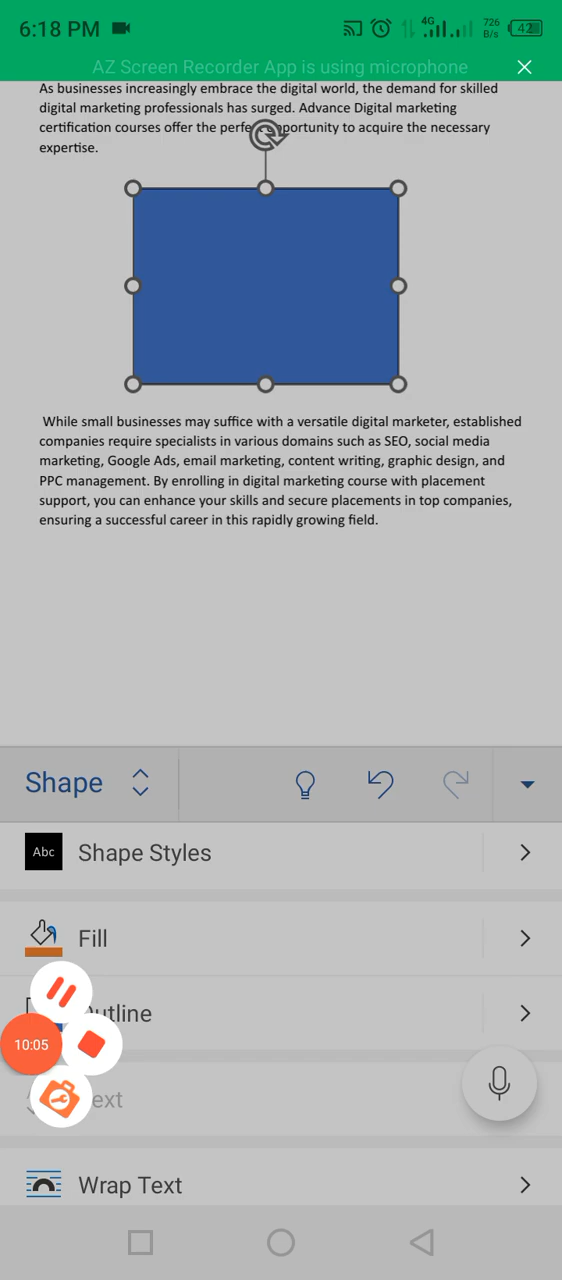 6:18 PM 4G 726 B/s 42
AZ Screen Recorder App is using microphone
As businesses increasingly embrace the digital world, the demand for skilled
digital marketing professionals has surged. Advance Digital marketing
certification courses offer the opportunity to acquire the necessary
expertise.
While small businesses may suffice with a versatile digital marketer, established
companies require specialists in various domains such as SEO, social media
marketing, Google Ads, email marketing, content writing, graphic design, and
PPC management. By enrolling in digital marketing course with placement
support, you can enhance your skills and secure placements in top companies,
ensuring a successful career in this rapidly growing field.
Shape
Abc Shape Styles
Fill
utline
10:05
ext
Wrap Text